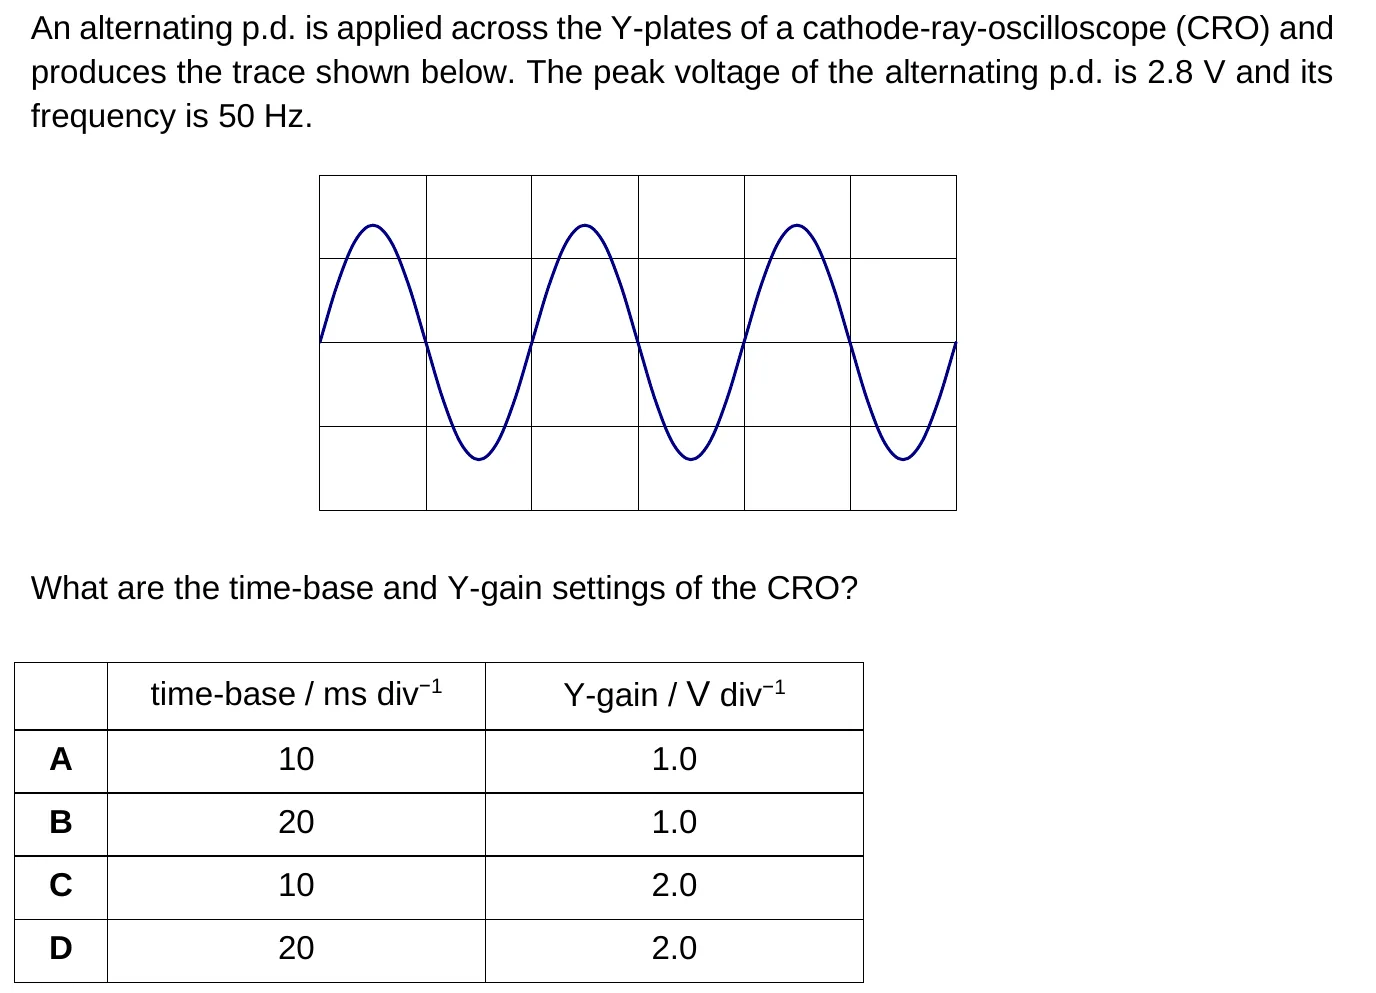 An alternating p.d. is applied across the Y-plates of a cathode-ray-oscilloscope (CRO) and
produces the trace shown below. The peak voltage of the alternating p.d. is 2.8 V and its
frequency is 50 Hz.
What are the time-base and Y-gain settings of the CRO?
time-base / ms div⁻¹ Y-gain / V div⁻¹
A 10 1.0
B 20 1.0
C 10 2.0
D 20 2.0